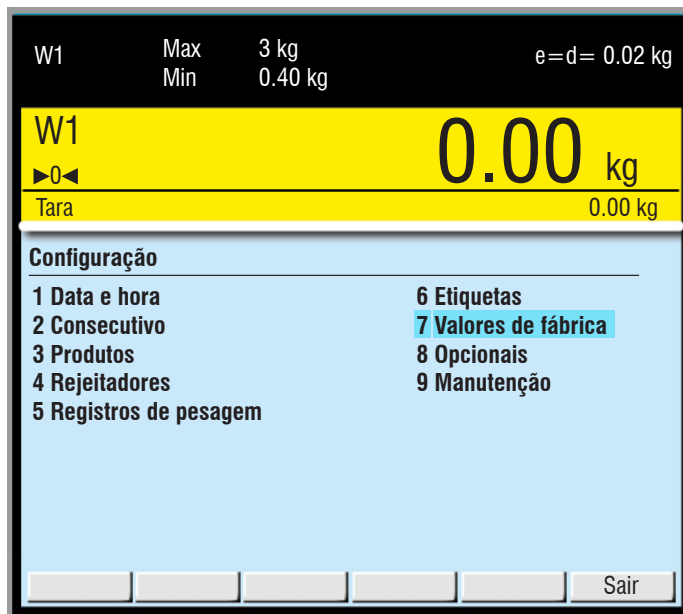 W1 Max 3 kg e=d= 0.02 kg
Min 0.40 kg
W1 0.00 kg
►0◄
Tara 0.00 kg
Configuração
1 Data e hora
2 Consecutivo
3 Produtos
4 Rejeitadores
5 Registros de pesagem
6 Etiquetas
7 Valores de fábrica
8 Opcionais
9 Manutenção
Sair